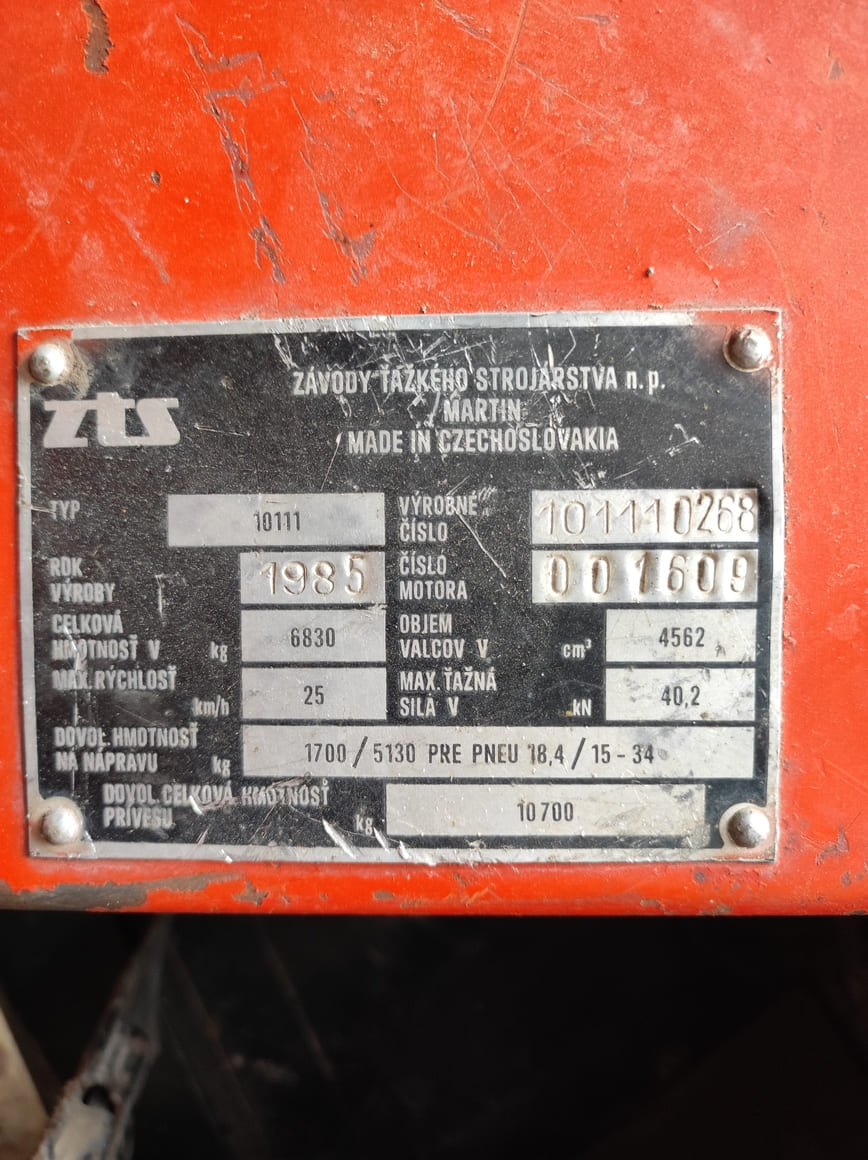 zts
ZÁVODY ŤAŽKÉHO STROJÁRSTVA n.p.
MARTIN
MADE IN CZECHOSLOVAKIA
TYP 10111
VÝROBNÉ ČÍSLO 101110268
ROK VÝROBY 1985
ČÍSLO MOTORA 001609
CELKOVÁ HMOTNOSŤ V kg 6830
OBJEM VALCOV V cm³ 4562
MAX. RÝCHLOSŤ km/h 25
MAX. ŤAŽNÁ SILA V kN 40,2
DOVOL. HMOTNOSŤ NA NÁPRAVU kg 1700/5130 PRE PNEU 18,4/15-34
DOVOL. CELKOVÁ HMOTNOSŤ PRÍVESU kg 10700